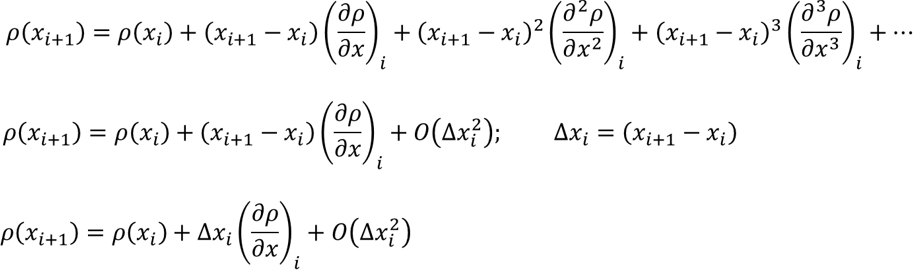 ρ(x_{i+1}) = ρ(x_i) + (x_{i+1} − x_i)(∂ρ/∂x)_i + (x_{i+1} − x_i)^2(∂^2ρ/∂x^2)_i + (x_{i+1} − x_i)^3(∂^3ρ/∂x^3)_i + ⋯
ρ(x_{i+1}) = ρ(x_i) + (x_{i+1} − x_i)(∂ρ/∂x)_i + O(Δx_i^2); Δx_i = (x_{i+1} − x_i)
ρ(x_{i+1}) = ρ(x_i) + Δx_i(∂ρ/∂x)_i + O(Δx_i^2)